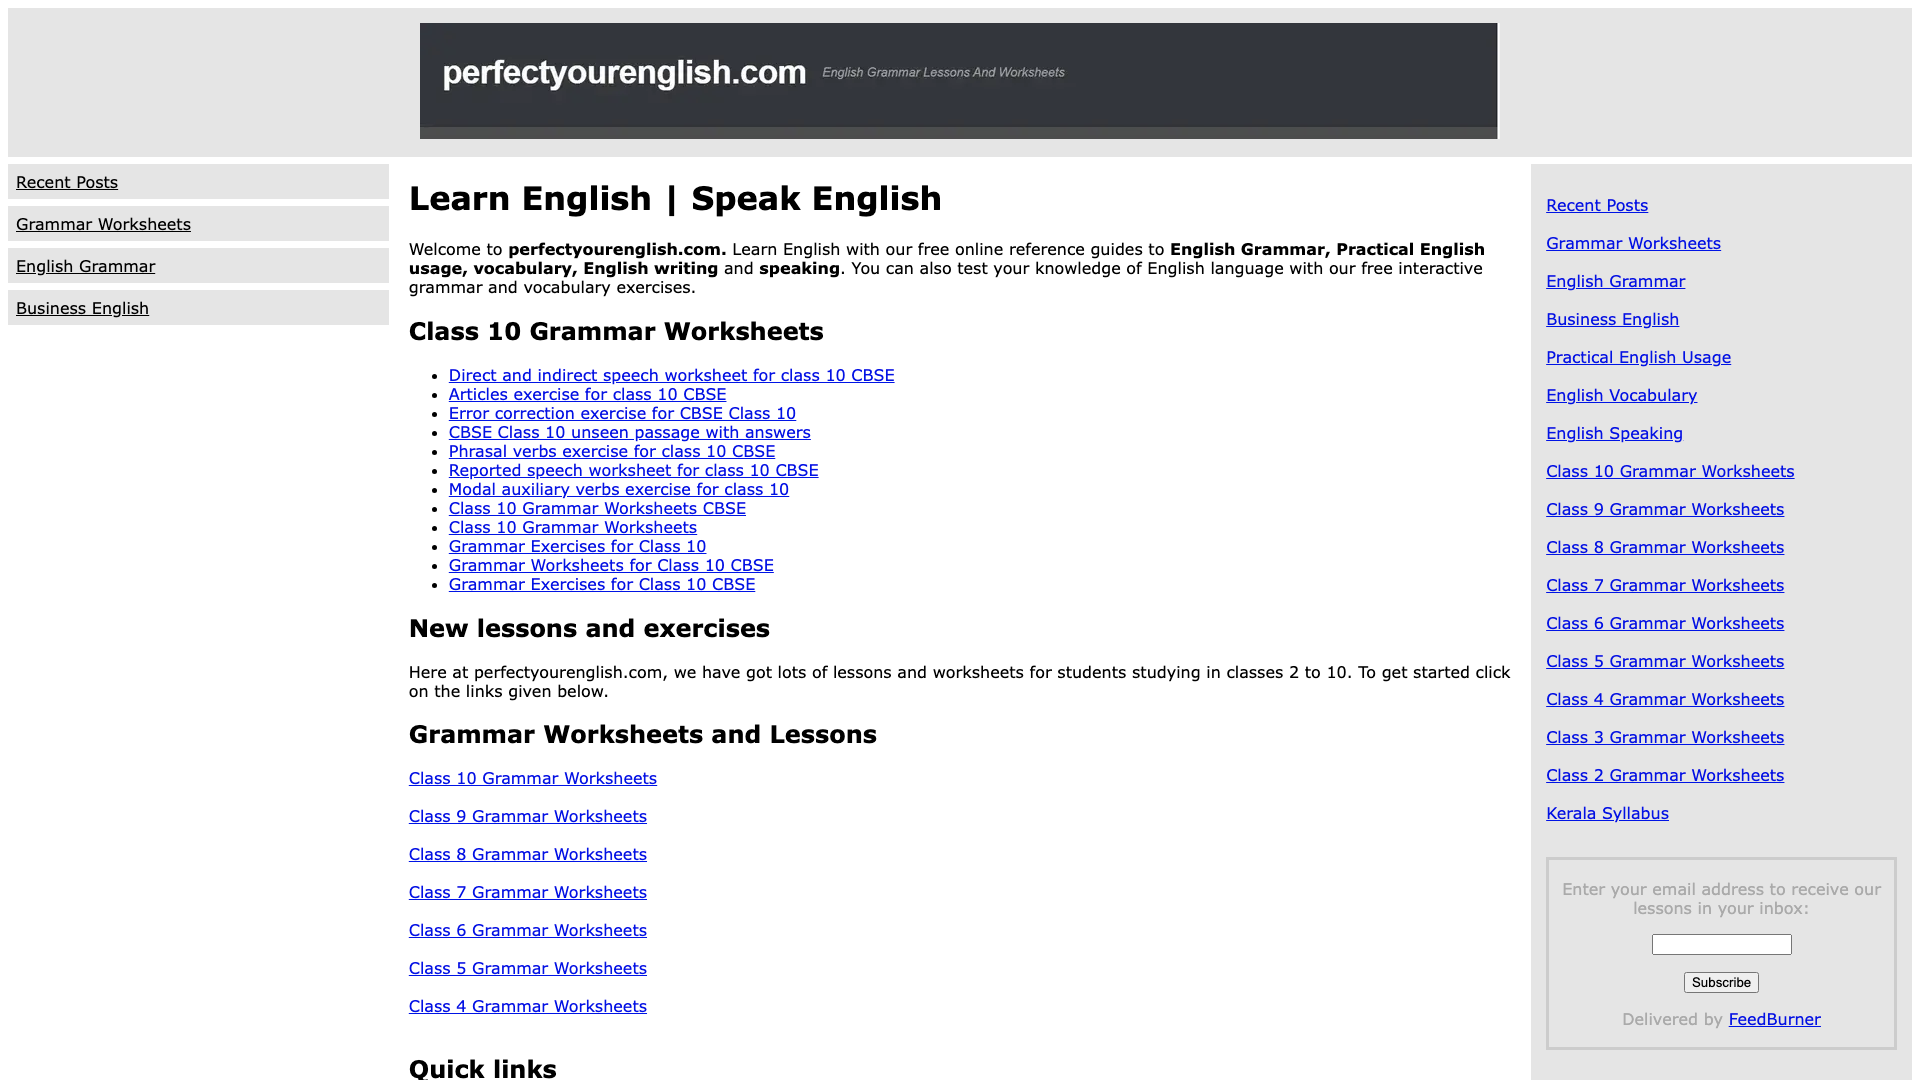 perfectyourenglish.com English Grammar Lessons And Worksheets
Recent Posts
Grammar Worksheets
English Grammar
Business English
Learn English | Speak English
Welcome to perfectyourenglish.com. Learn English with our free online reference guides to English Grammar, Practical English
usage, vocabulary, English writing and speaking. You can also test your knowledge of English language with our free interactive
grammar and vocabulary exercises.
Class 10 Grammar Worksheets
Direct and indirect speech worksheet for class 10 CBSE
Articles exercise for class 10 CBSE
Error correction exercise for CBSE Class 10
CBSE Class 10 unseen passage with answers
Phrasal verbs exercise for class 10 CBSE
Reported speech worksheet for class 10 CBSE
Modal auxiliary verbs exercise for class 10
Class 10 Grammar Worksheets CBSE
Class 10 Grammar Worksheets
Grammar Exercises for Class 10
Grammar Worksheets for Class 10 CBSE
Grammar Exercises for Class 10 CBSE
New lessons and exercises
Here at perfectyourenglish.com, we have got lots of lessons and worksheets for students studying in classes 2 to 10. To get started click
on the links given below.
Grammar Worksheets and Lessons
Class 10 Grammar Worksheets
Class 9 Grammar Worksheets
Class 8 Grammar Worksheets
Class 7 Grammar Worksheets
Class 6 Grammar Worksheets
Class 5 Grammar Worksheets
Class 4 Grammar Worksheets
Quick links
Recent Posts
Grammar Worksheets
English Grammar
Business English
Practical English Usage
English Vocabulary
English Speaking
Class 10 Grammar Worksheets
Class 9 Grammar Worksheets
Class 8 Grammar Worksheets
Class 7 Grammar Worksheets
Class 6 Grammar Worksheets
Class 5 Grammar Worksheets
Class 4 Grammar Worksheets
Class 3 Grammar Worksheets
Class 2 Grammar Worksheets
Kerala Syllabus
Enter your email address to receive our
lessons in your inbox:
Subscribe
Delivered by FeedBurner